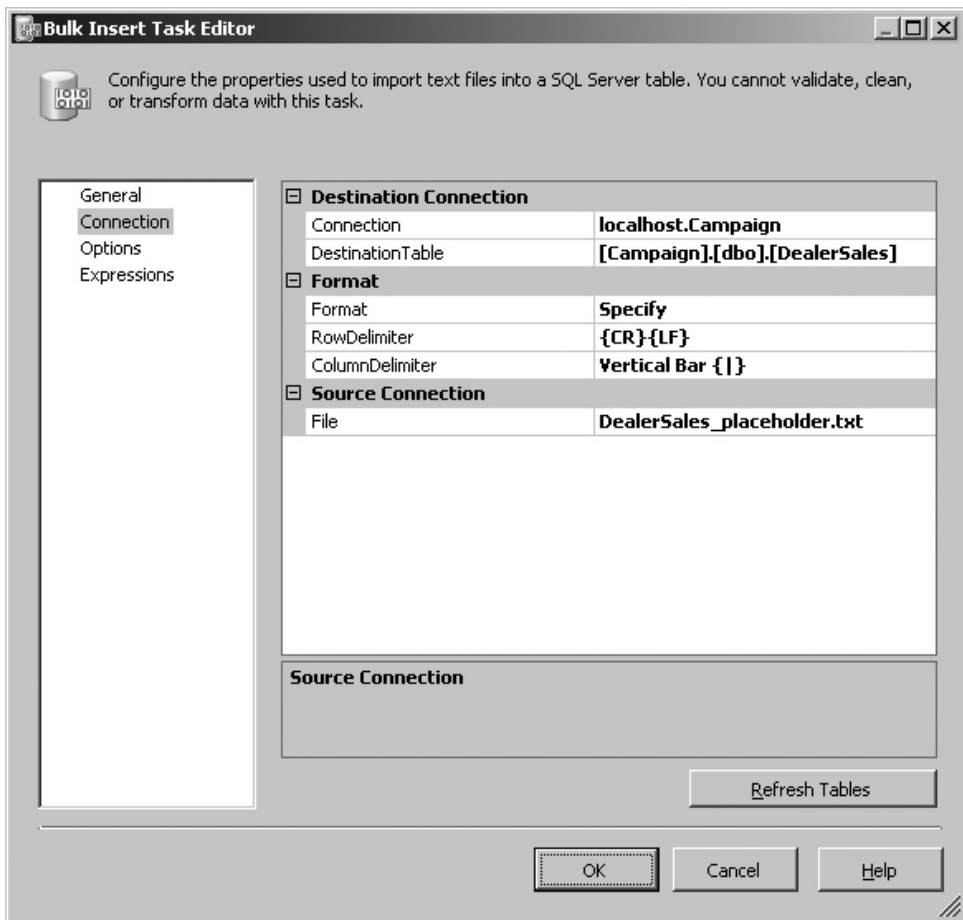 Bulk Insert Task Editor
Configure the properties used to import text files into a SQL Server table. You cannot validate, clean,
or transform data with this task.
General
Connection
Options
Expressions
Destination Connection
Connection localhost.Campaign
DestinationTable [Campaign].[dbo].[DealerSales]
Format
Format Specify
RowDelimiter {CR}{LF}
ColumnDelimiter Vertical Bar {|}
Source Connection
File DealerSales_placeholder.txt
Source Connection
Refresh Tables
OK Cancel Help